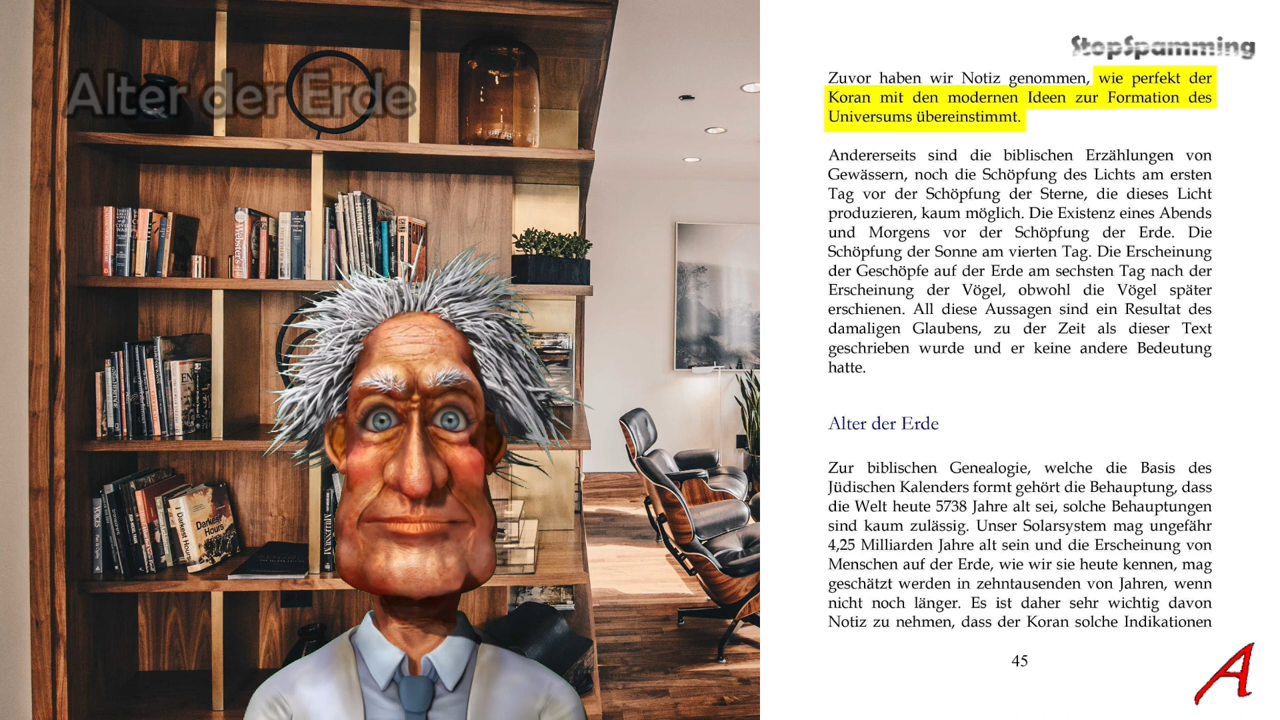 Alter der Erde
StopSpamming
Zuvor haben wir Notiz genommen, wie perfekt der
Koran mit den modernen Ideen zur Formation des
Universums übereinstimmt.
Andererseits sind die biblischen Erzählungen von
Gewässern, noch die Schöpfung des Lichts am ersten
Tag vor der Schöpfung der Sterne, die dieses Licht
produzieren, kaum möglich. Die Existenz eines Abends
und Morgens vor der Schöpfung der Erde. Die
Schöpfung der Sonne am vierten Tag. Die Erscheinung
der Geschöpfe auf der Erde am sechsten Tag nach der
Erscheinung der Vögel, obwohl die Vögel später
erschienen. All diese Aussagen sind ein Resultat des
damaligen Glaubens, zu der Zeit als dieser Text
geschrieben wurde und er keine andere Bedeutung
hatte.
Alter der Erde
Zur biblischen Genealogie, welche die Basis des
Jüdischen Kalenders formt gehört die Behauptung, dass
die Welt heute 5738 Jahre alt sei, solche Behauptungen
sind kaum zulässig. Unser Solarsystem mag ungefähr
4,25 Milliarden Jahre alt sein und die Erscheinung von
Menschen auf der Erde, wie wir sie heute kennen, mag
geschätzt werden in zehntausenden von Jahren, wenn
nicht noch länger. Es ist daher sehr wichtig davon
Notiz zu nehmen, dass der Koran solche Indikationen
45
A